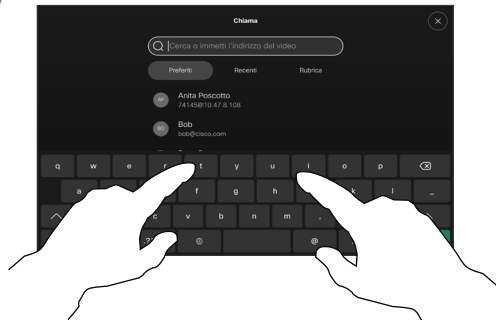 Chiama
Cerca o immetti l'indirizzo del video
Preferiti Recenti Rubrica
AP Anita Poscotto
74145@10.47.8.108
BO Bob
bob@cisco.com
q w e r t y u i o p
a f g h k l _
c v b n m ,
@